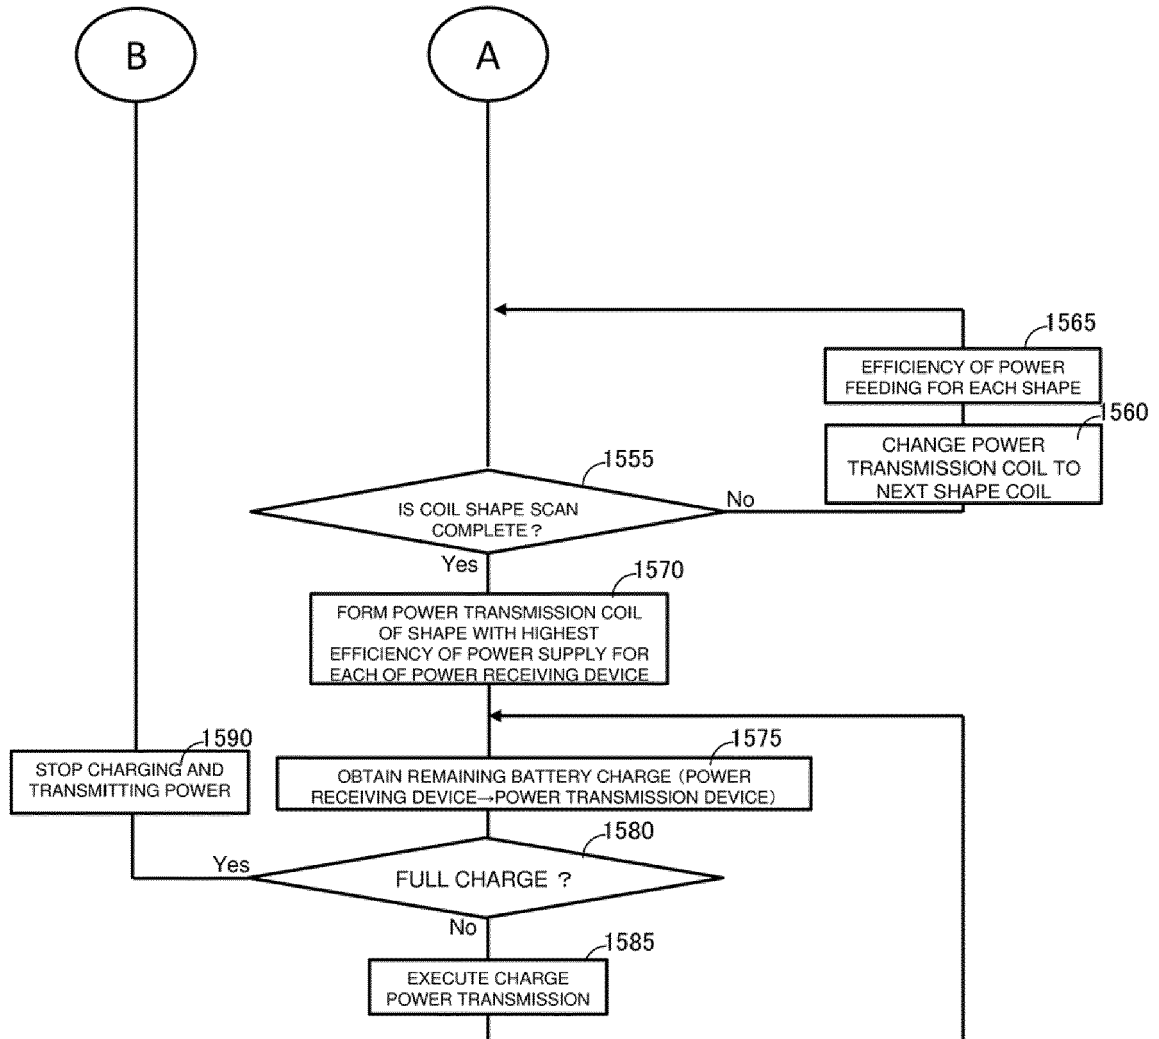 B
A
1565
EFFICIENCY OF POWER
FEEDING FOR EACH SHAPE
1560
CHANGE POWER
TRANSMISSION COIL TO
NEXT SHAPE COIL
1555
No
IS COIL SHAPE SCAN
COMPLETE ?
Yes
1570
FORM POWER TRANSMISSION COIL
OF SHAPE WITH HIGHEST
EFFICIENCY OF POWER SUPPLY FOR
EACH OF POWER RECEIVING DEVICE
1590
STOP CHARGING AND
TRANSMITTING POWER
1575
OBTAIN REMAINING BATTERY CHARGE (POWER
RECEIVING DEVICE→POWER TRANSMISSION DEVICE)
1580
Yes
FULL CHARGE ?
No
1585
EXECUTE CHARGE
POWER TRANSMISSION